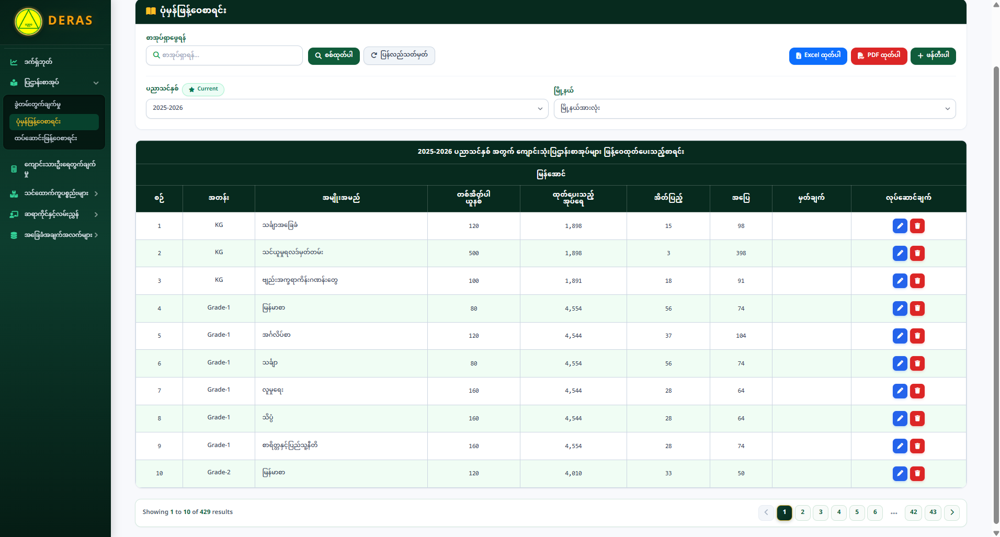 ပညာ
DERAS
ဒက်ရှ်ဘုတ်
ပြဋ္ဌာန်းစာအုပ်
ခွဲတမ်းတွက်ချက်မှု
ပုံမှန်ဖြန့်ဝေစာရင်း
ထပ်ဆောင်းဖြန့်ဝေစာရင်း
ကျောင်းသားဦးရေတွက်ချက်
မှု
သင်ထောက်ကူပစ္စည်းများ
ဆရာကိုင်နှင့်လမ်းညွှန်
အခြေခံအချက်အလက်များ
ပုံမှန်ဖြန့်ဝေစာရင်း
စာအုပ်ရှာဖွေရန်
စာအုပ်ရှာရန်...
စစ်ထုတ်ပါ
ပြန်လည်သတ်မှတ်
Excel ထုတ်ပါ
PDF ထုတ်ပါ
ဖန်တီးပါ
ပညာသင်နှစ် Current
မြို့နယ်
2025-2026
မြို့နယ်အားလုံး
2025-2026 ပညာသင်နှစ် အတွက် ကျောင်းသုံးပြဋ္ဌာန်းစာအုပ်များ ဖြန့်ဝေထုတ်ပေးသည့်စာရင်း
မြန်အောင်
စဉ် အတန်း အမျိုးအမည် တစ်အိတ်ပါ ယူနစ် ထုတ်ပေးသည့် အုပ်ရေ အိတ်ပြည့် အပြေ မှတ်ချက် လုပ်ဆောင်ချက်
1 KG သင်္ချာအခြေခံ 120 1,898 15 98
2 KG သင်ယူမှုရလဒ်မှတ်တမ်း 500 1,898 3 398
3 KG ဗျည်းအက္ခရာကိန်းဂဏန်းတွေ 100 1,891 18 91
4 Grade-1 မြန်မာစာ 80 4,554 56 74
5 Grade-1 အင်္ဂလိပ်စာ 120 4,544 37 104
6 Grade-1 သင်္ချာ 80 4,554 56 74
7 Grade-1 လူမှုရေး 160 4,544 28 64
8 Grade-1 သိပ္ပံ 160 4,544 28 64
9 Grade-1 စာရိတ္တနှင့်ပြည်သူ့နီတိ 160 4,554 28 74
10 Grade-2 မြန်မာစာ 120 4,010 33 50
Showing 1 to 10 of 429 results
1 2 3 4 5 6 ... 42 43